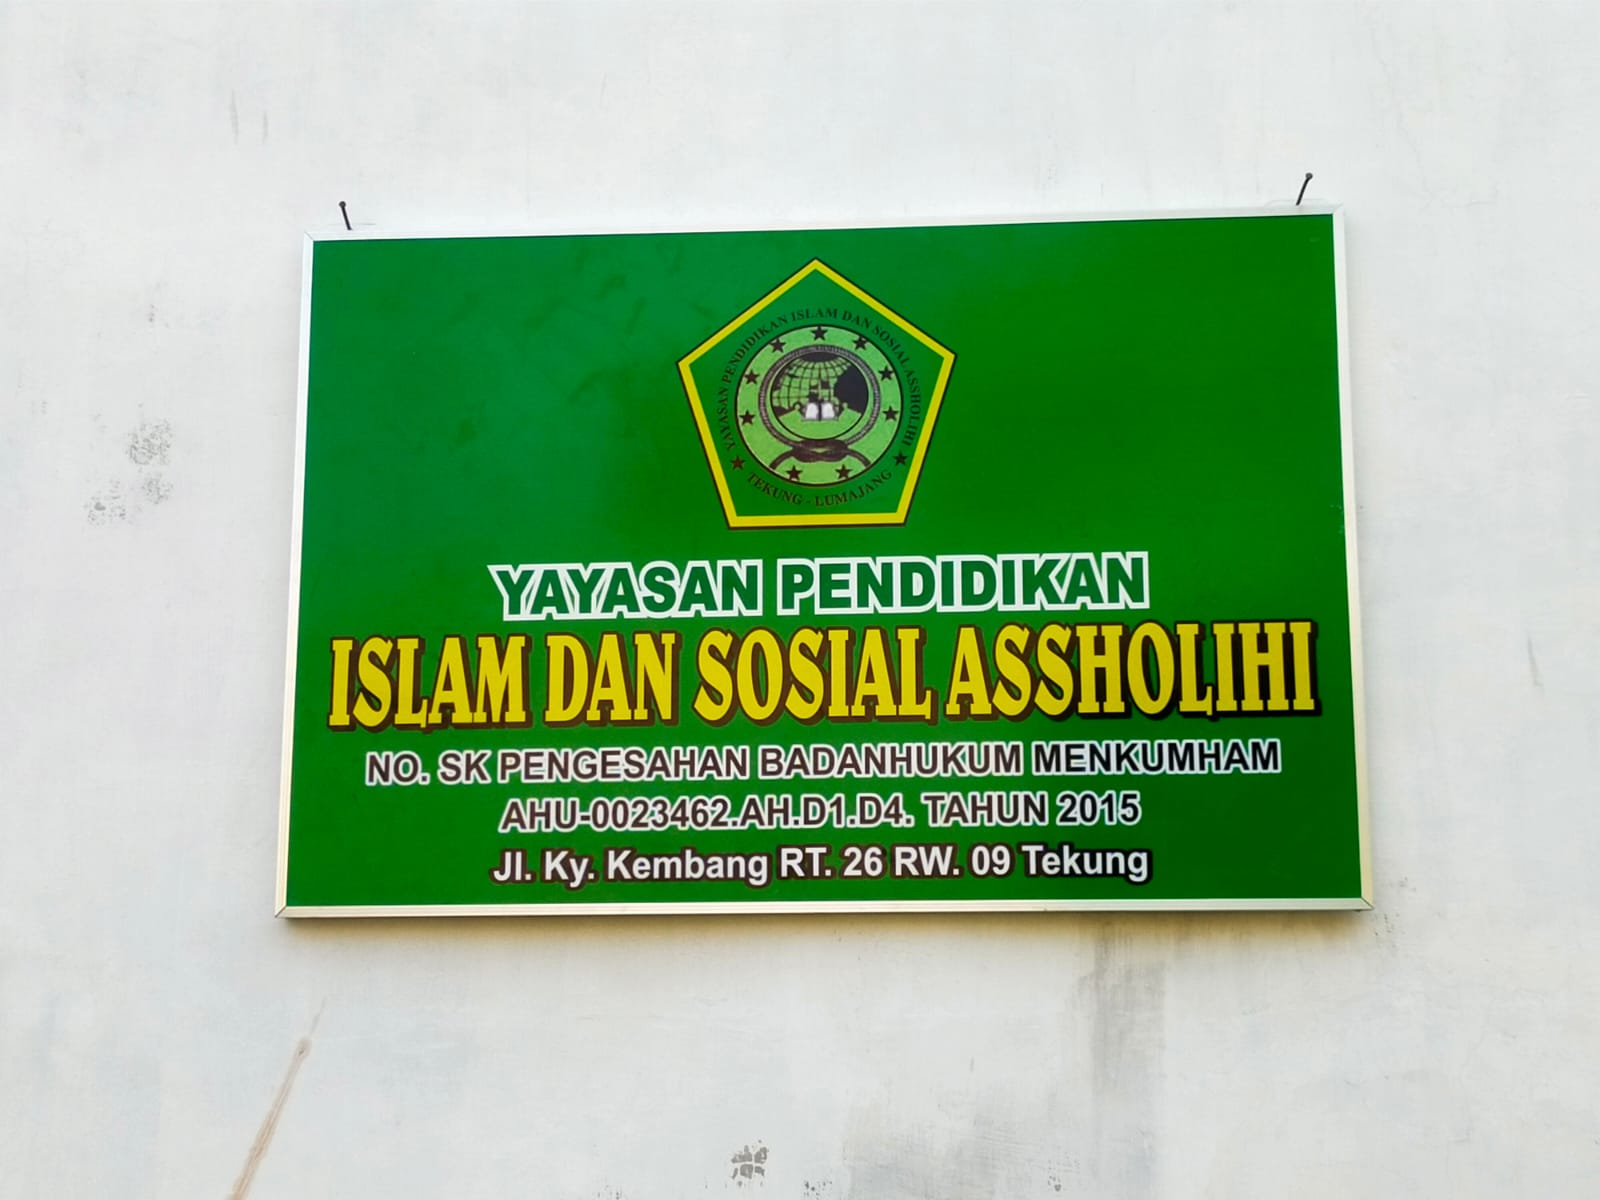 YAYASAN PENDIDIKAN ISLAM DAN SOSIAL ASSHOLIHI
TEKUNG - LUMAJANG
YAYASAN PENDIDIKAN
ISLAM DAN SOSIAL ASSHOLIHI
NO. SK PENGESAHAN BADANHUKUM MENKUMHAM
AHU-0023462.AH.D1.D4. TAHUN 2015
Jl. Ky. Kembang RT. 26 RW. 09 Tekung